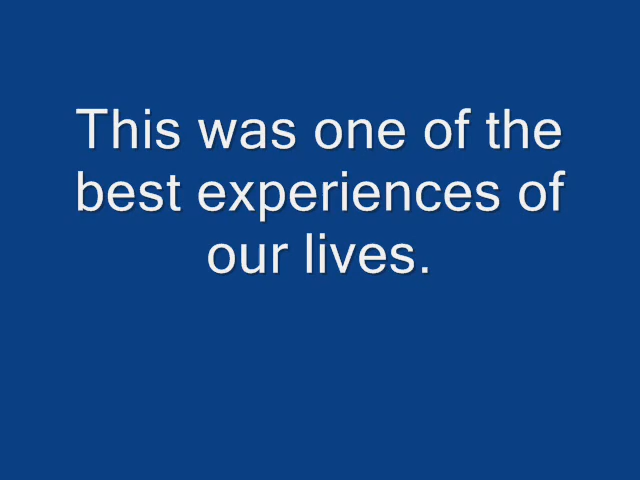 This was one of the
best experiences of
our lives.